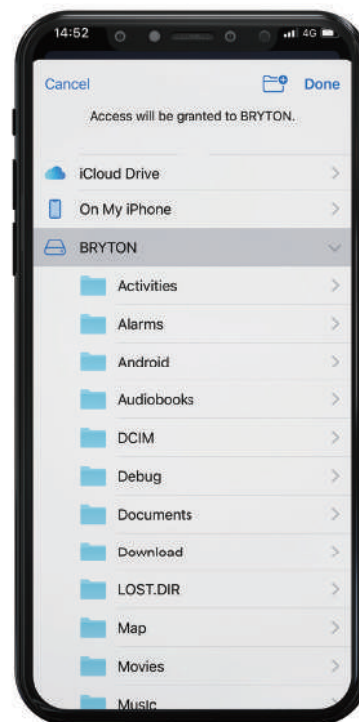 14:52 4G
Cancel Done
Access will be granted to BRYTON.
iCloud Drive
On My iPhone
BRYTON
Activities
Alarms
Android
Audiobooks
DCIM
Debug
Documents
Download
LOST.DIR
Map
Movies
Music